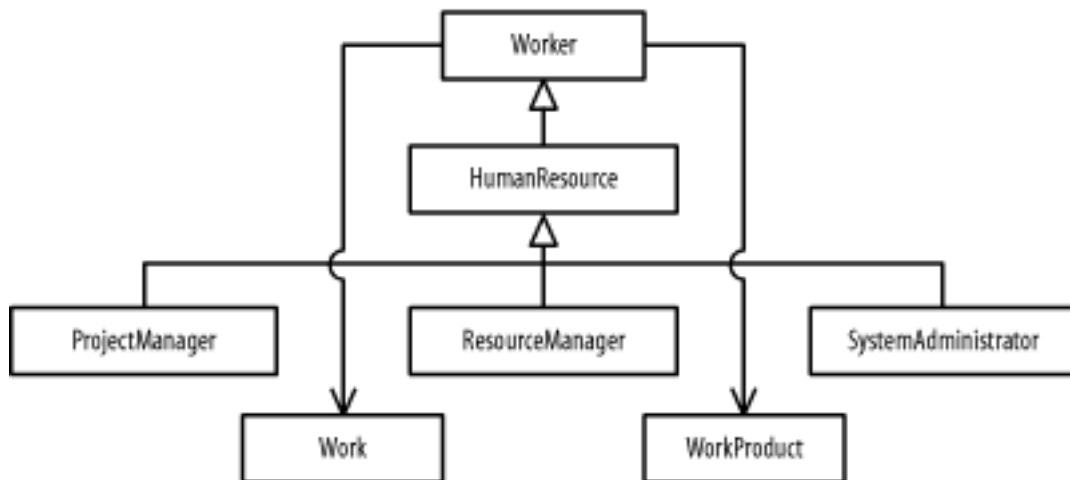 Worker
HumanResource
ProjectManager
ResourceManager
SystemAdministrator
Work
WorkProduct